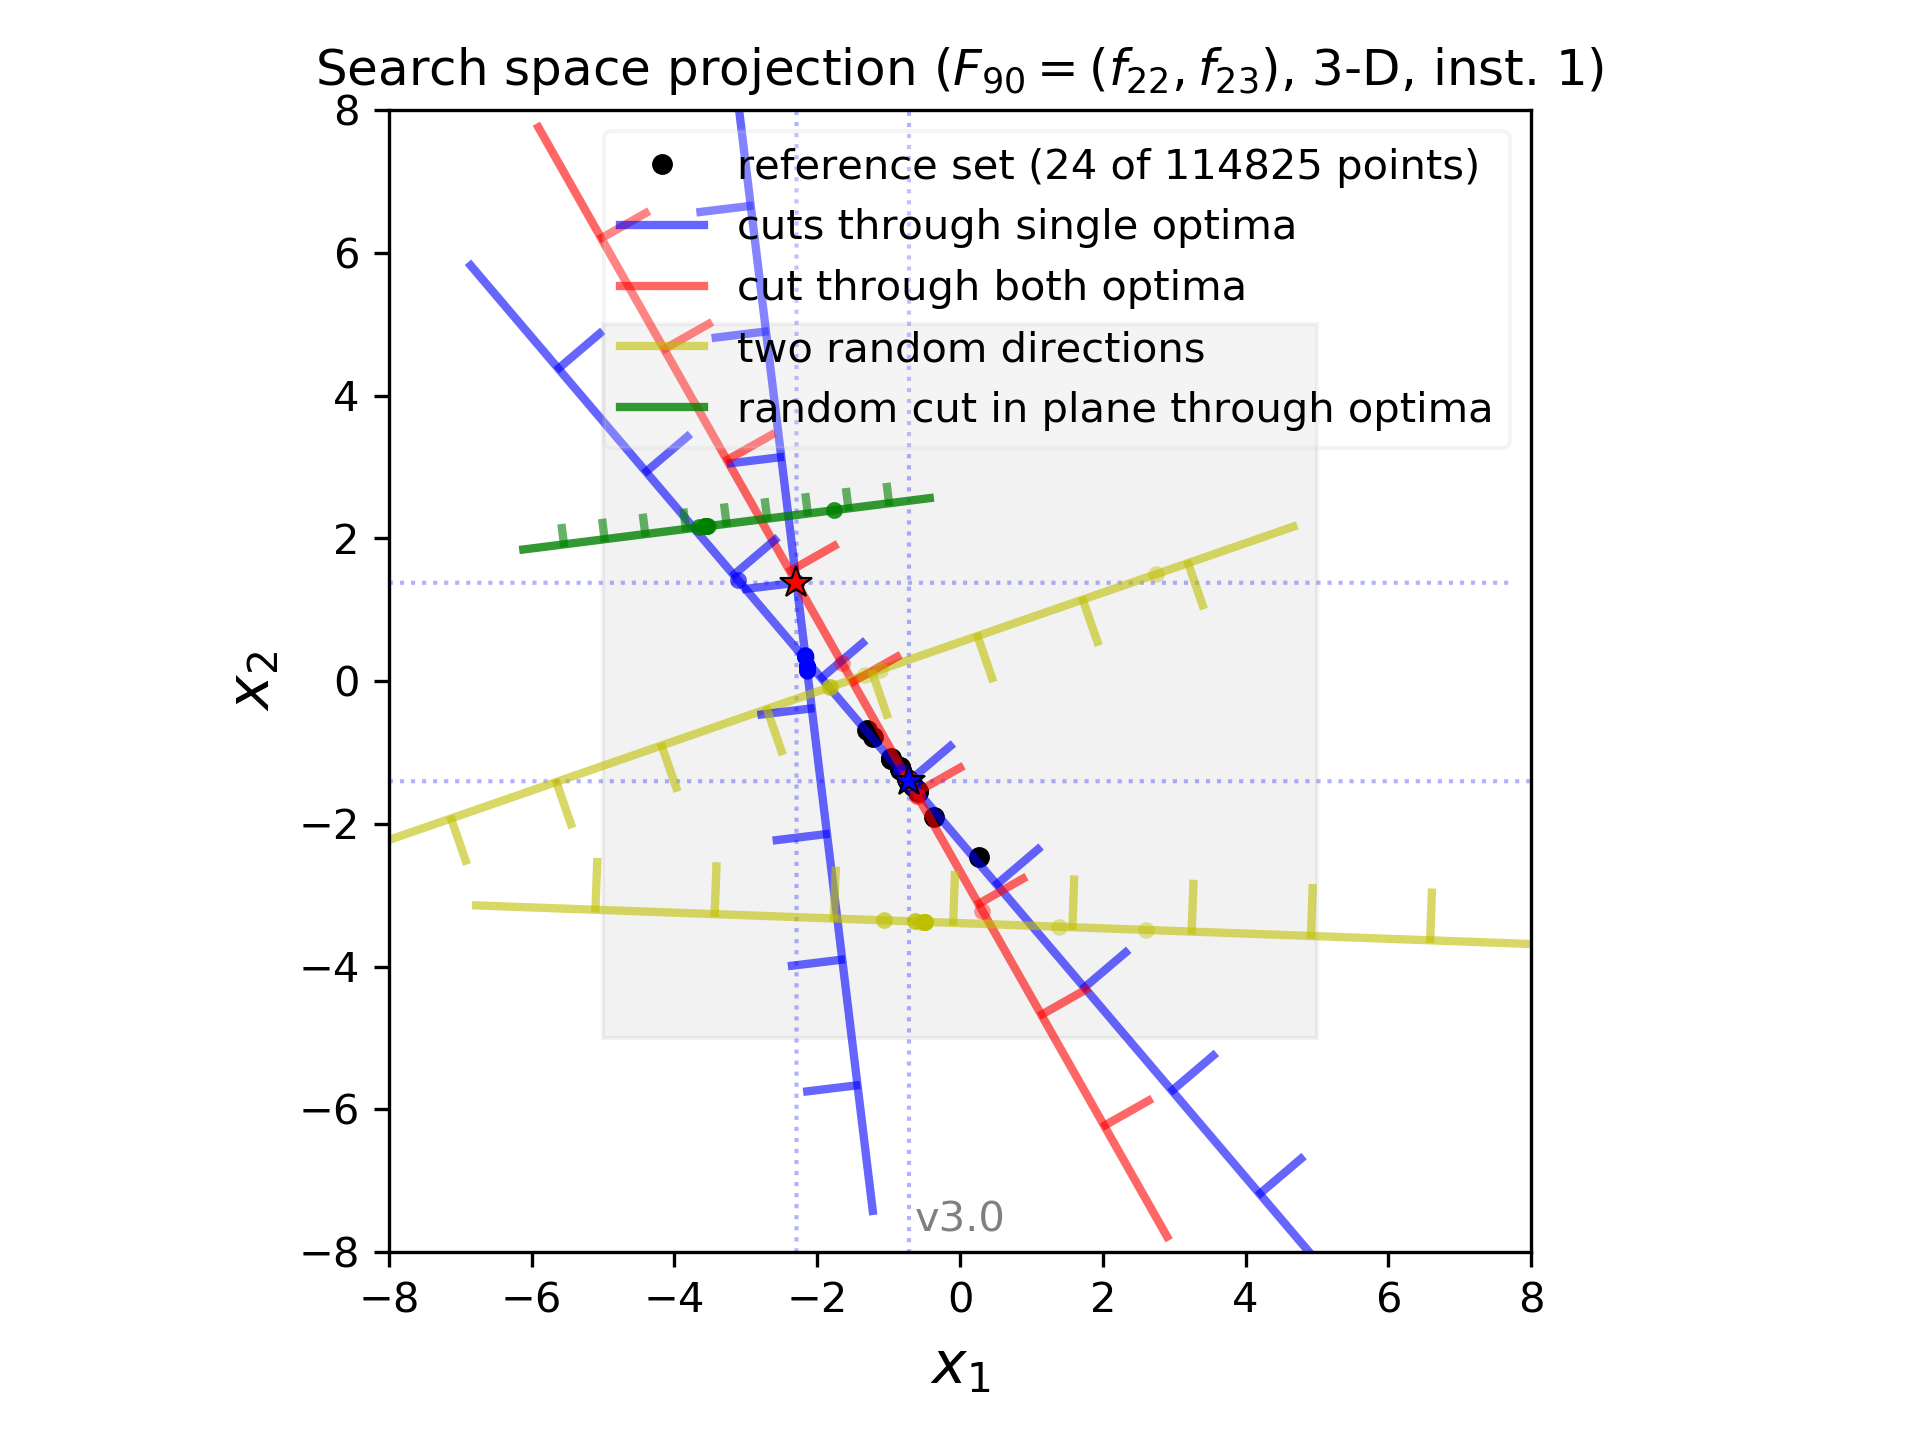 Search space projection (F₉₀ = (f₂₂, f₂₃), 3-D, inst. 1)
reference set (24 of 114825 points)
cuts through single optima
cut through both optima
two random directions
random cut in plane through optima
8
6
4
2
0
−2
−4
−6
−8
x₂
v3.0
−8 −6 −4 −2 0 2 4 6 8
x₁